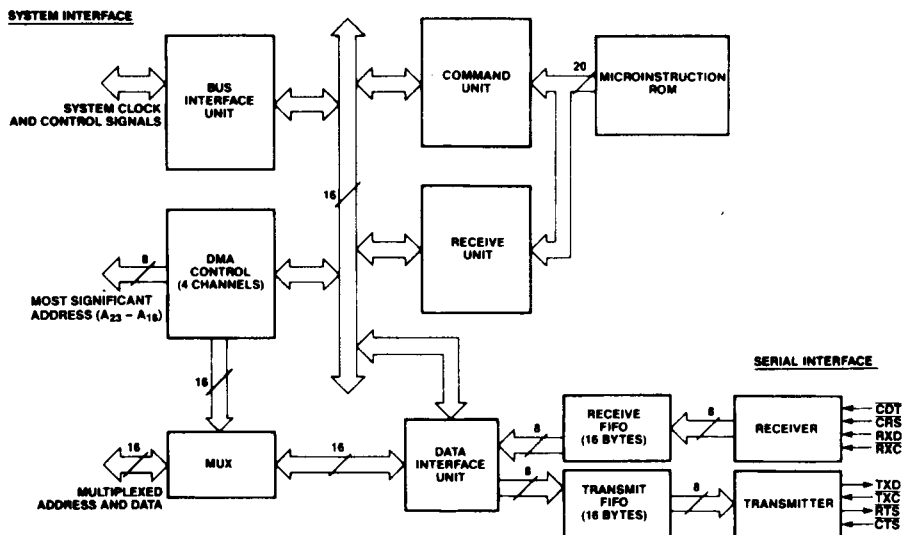 SYSTEM INTERFACE
BUS
INTERFACE
UNIT
SYSTEM CLOCK
AND CONTROL SIGNALS
COMMAND
UNIT
20
MICROINSTRUCTION
ROM
16
RECEIVE
UNIT
DMA
CONTROL
(4 CHANNELS)
8
MOST SIGNIFICANT
ADDRESS (A23 – A16)
16
MUX
16
MULTIPLEXED
ADDRESS AND DATA
16
DATA
INTERFACE
UNIT
SERIAL INTERFACE
8
RECEIVE
FIFO
(16 BYTES)
8
RECEIVER
CDT
CRS
RXD
RXC
8
TRANSMIT
FIFO
(16 BYTES)
8
TRANSMITTER
TXD
TXC
RTS
CTS